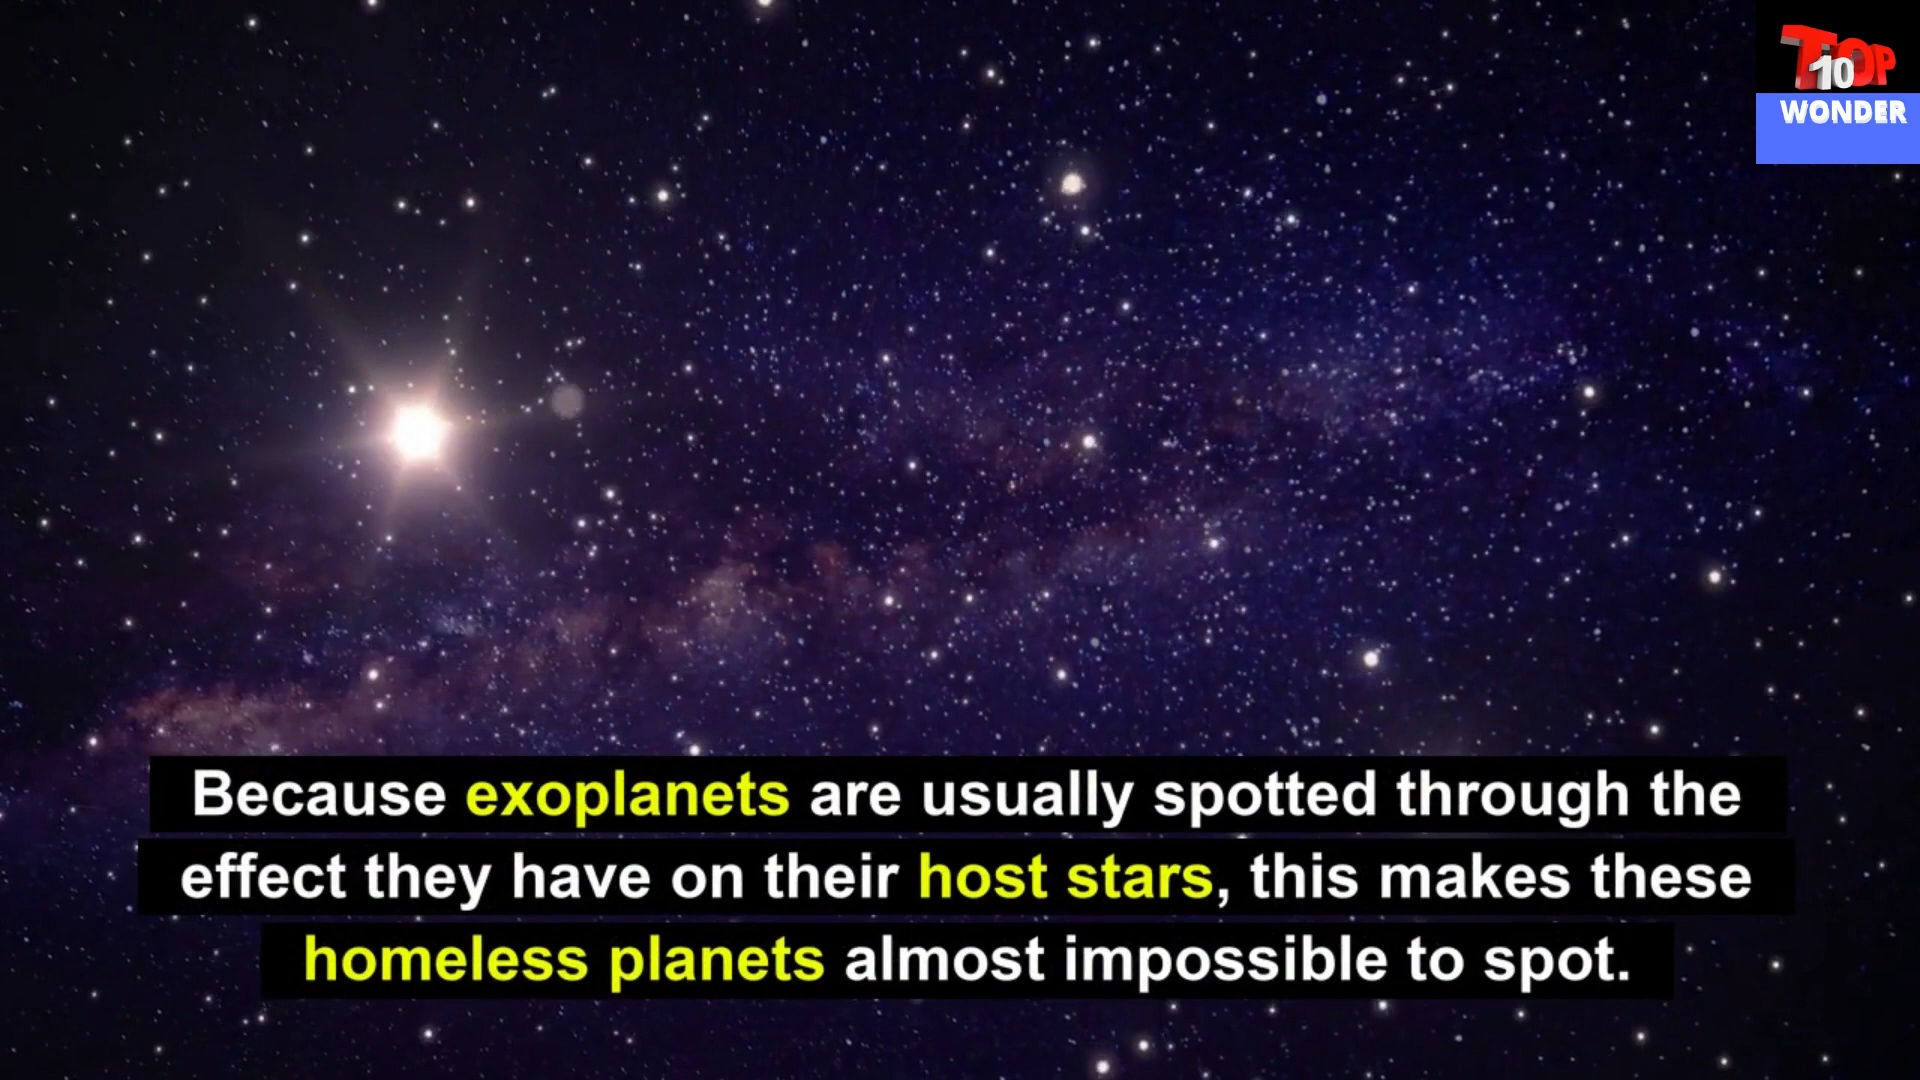 TOP
10
WONDER
Because exoplanets are usually spotted through the
effect they have on their host stars, this makes these
homeless planets almost impossible to spot.